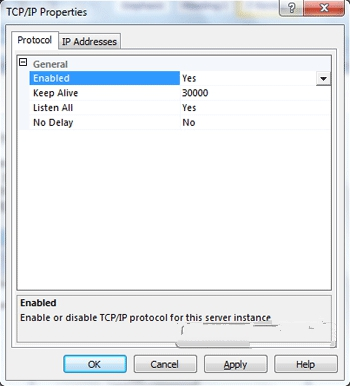 TCP/IP Properties
Protocol IP Addresses
General
Enabled Yes
Keep Alive 30000
Listen All Yes
No Delay No
Enabled
Enable or disable TCP/IP protocol for this server instance
OK Cancel Apply Help